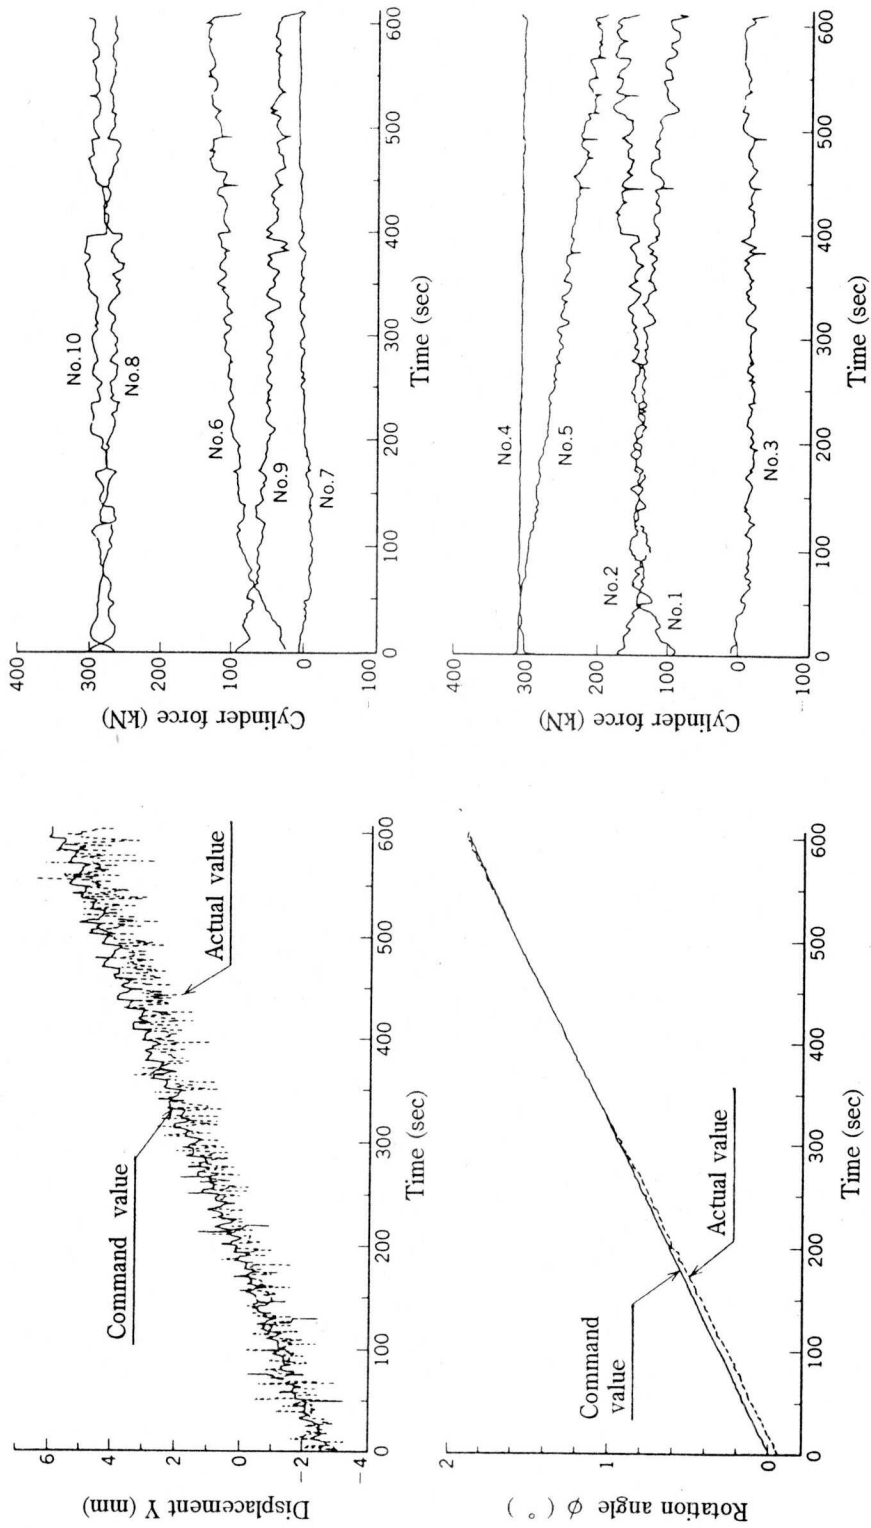 Displacement Y (mm)
6
4
2
0
−2
−4
0
100
200
300
400
500
600
Time (sec)
Command value
Actual value
Cylinder force (kN)
400
300
200
100
0
−100
0
100
200
300
400
500
600
Time (sec)
No.10
No.8
No.6
No.9
No.7
Rotation angle φ ( ° )
2
1
0
0
100
200
300
400
500
600
Time (sec)
Command
value
Actual value
Cylinder force (kN)
400
300
200
100
0
−100
0
100
200
300
400
500
600
Time (sec)
No.4
No.5
No.2
No.1
No.3